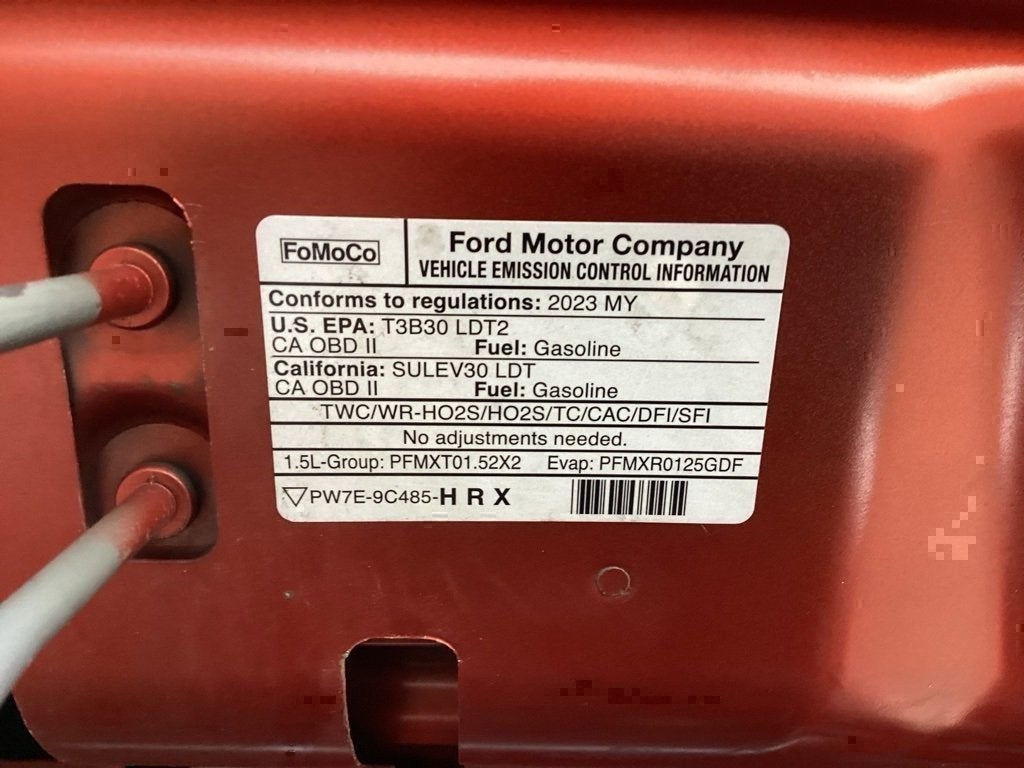 FoMoCo
Ford Motor Company
VEHICLE EMISSION CONTROL INFORMATION
Conforms to regulations: 2023 MY
U.S. EPA: T3B30 LDT2
CA OBD II Fuel: Gasoline
California: SULEV30 LDT
CA OBD II Fuel: Gasoline
TWC/WR-HO2S/HO2S/TC/CAC/DFI/SFI
No adjustments needed.
1.5L-Group: PFMXT01.52X2 Evap: PFMXR0125GDF
PW7E-9C485-HRX